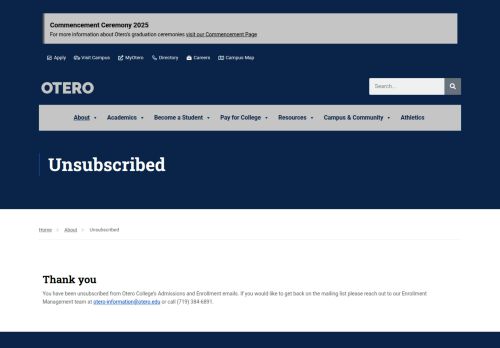 Commencement Ceremony 2025
For more information about Otero's graduation ceremonies visit our Commencement Page
Apply Visit Campus MyOtero Directory Careers Campus Map
OTERO
Search...
About Academics Become a Student Pay for College Resources Campus & Community Athletics
Unsubscribed
Home About Unsubscribed
Thank you
You have been unsubscribed from Otero College's Admissions and Enrollment emails. If you would like to get back on the mailing list please reach out to our Enrollment
Management team at otero-information@otero.edu or call (719) 384-6891.